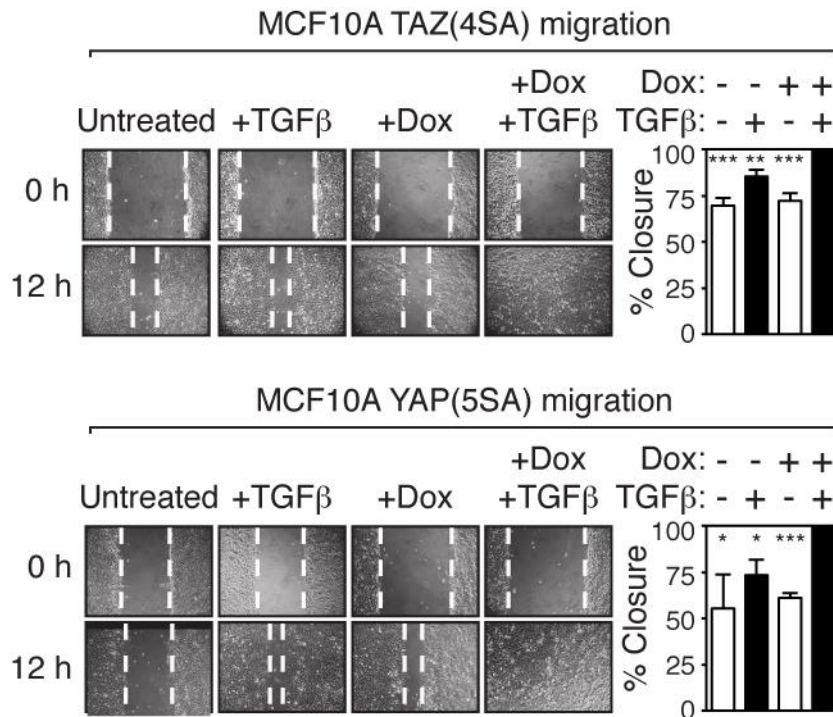 MCF10A TAZ(4SA) migration
+Dox Dox: - - + +
Untreated +TGFβ +Dox +TGFβ TGFβ: - + - +
0 h
12 h
% Closure
100
75
50
25
0
*** ** ***
MCF10A YAP(5SA) migration
+Dox Dox: - - + +
Untreated +TGFβ +Dox +TGFβ TGFβ: - + - +
0 h
12 h
% Closure
100
75
50
25
0
* * ***